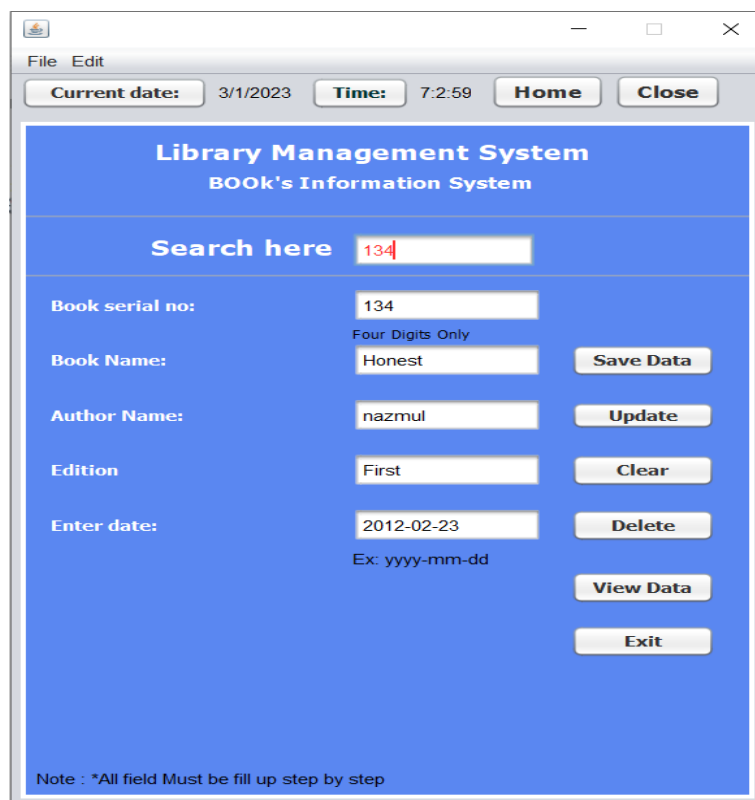 File Edit
Current date: 3/1/2023 Time: 7:2:59 Home Close
Library Management System
BOOk's Information System
Search here 134
Book serial no: 134
Four Digits Only
Book Name: Honest Save Data
Author Name: nazmul Update
Edition First Clear
Enter date: 2012-02-23 Delete
Ex: yyyy-mm-dd
View Data
Exit
Note : *All field Must be fill up step by step